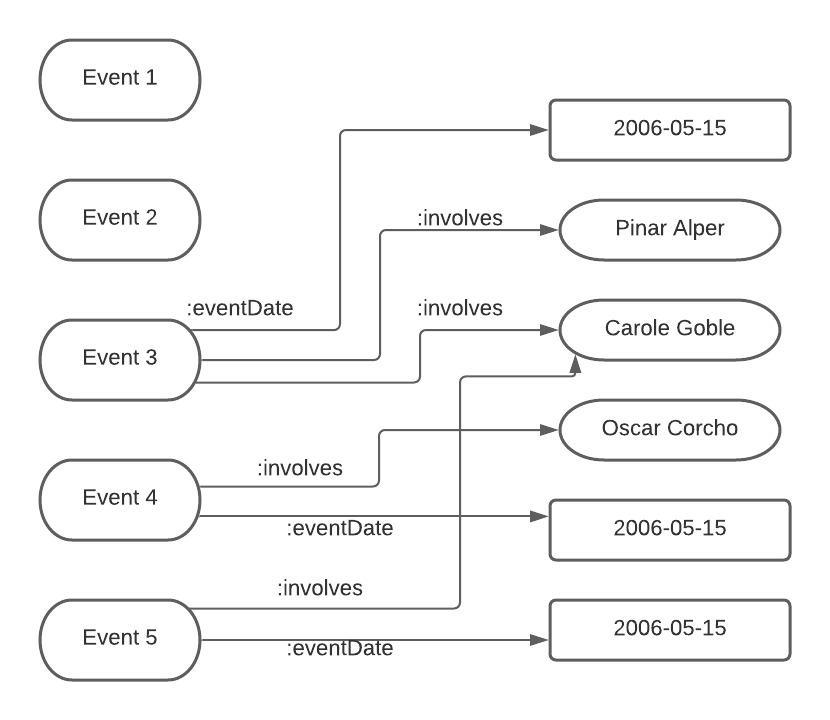 Event 1
2006-05-15
Event 2
:involves
Pinar Alper
:eventDate
:involves
Carole Goble
Event 3
Oscar Corcho
:involves
Event 4
:eventDate
2006-05-15
:involves
Event 5
:eventDate
2006-05-15